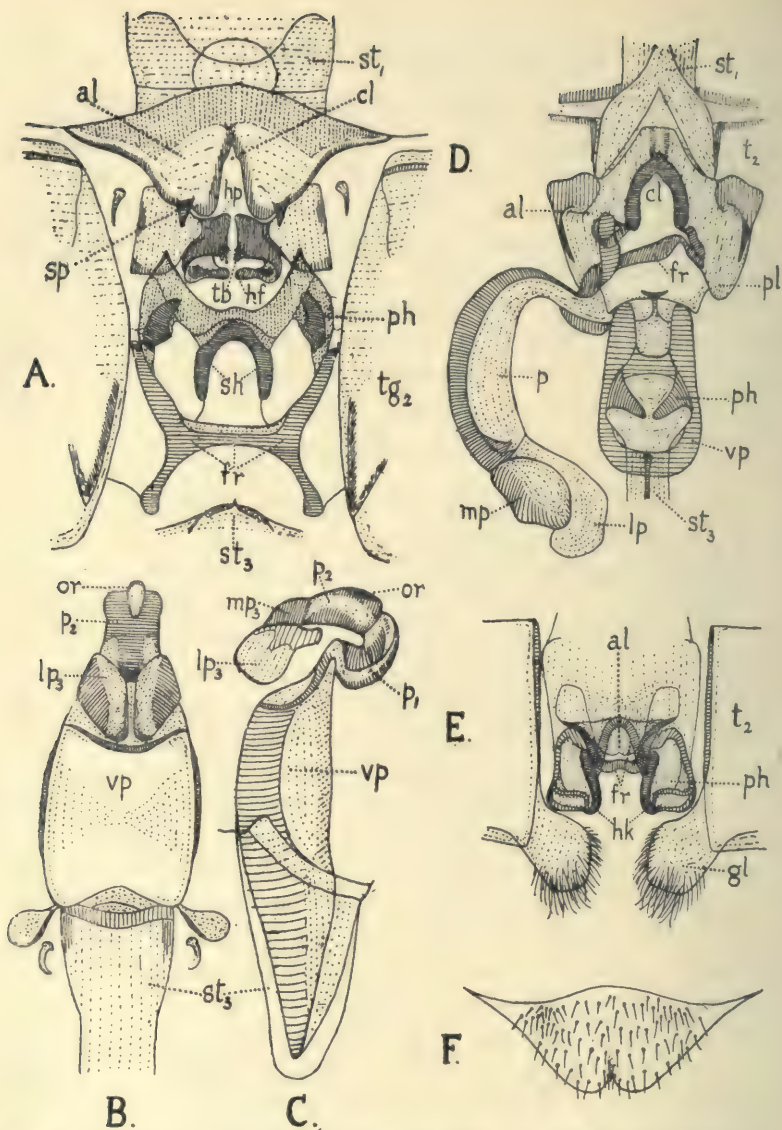 st₁
al
cl
hp
sp
tb
hf
ph
sh
tg₂
A.
fr
st₃
st₁
D.
t₂
cl
al
fr
pl
p
ph
vp
mp
lp
st₃
or
p₂
lp₃
vp
st₃
B.
p₂
or
mp₃
lp₃
p₁
vp
C.
al
E.
t₂
fr
ph
hk
gl
F.